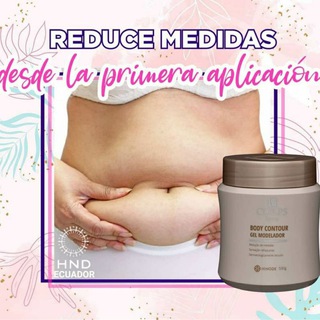 REDUCE MEDIDAS
desde la primera aplicación
HND
ECUADOR
BODY CONTOUR
GEL MODELADOR